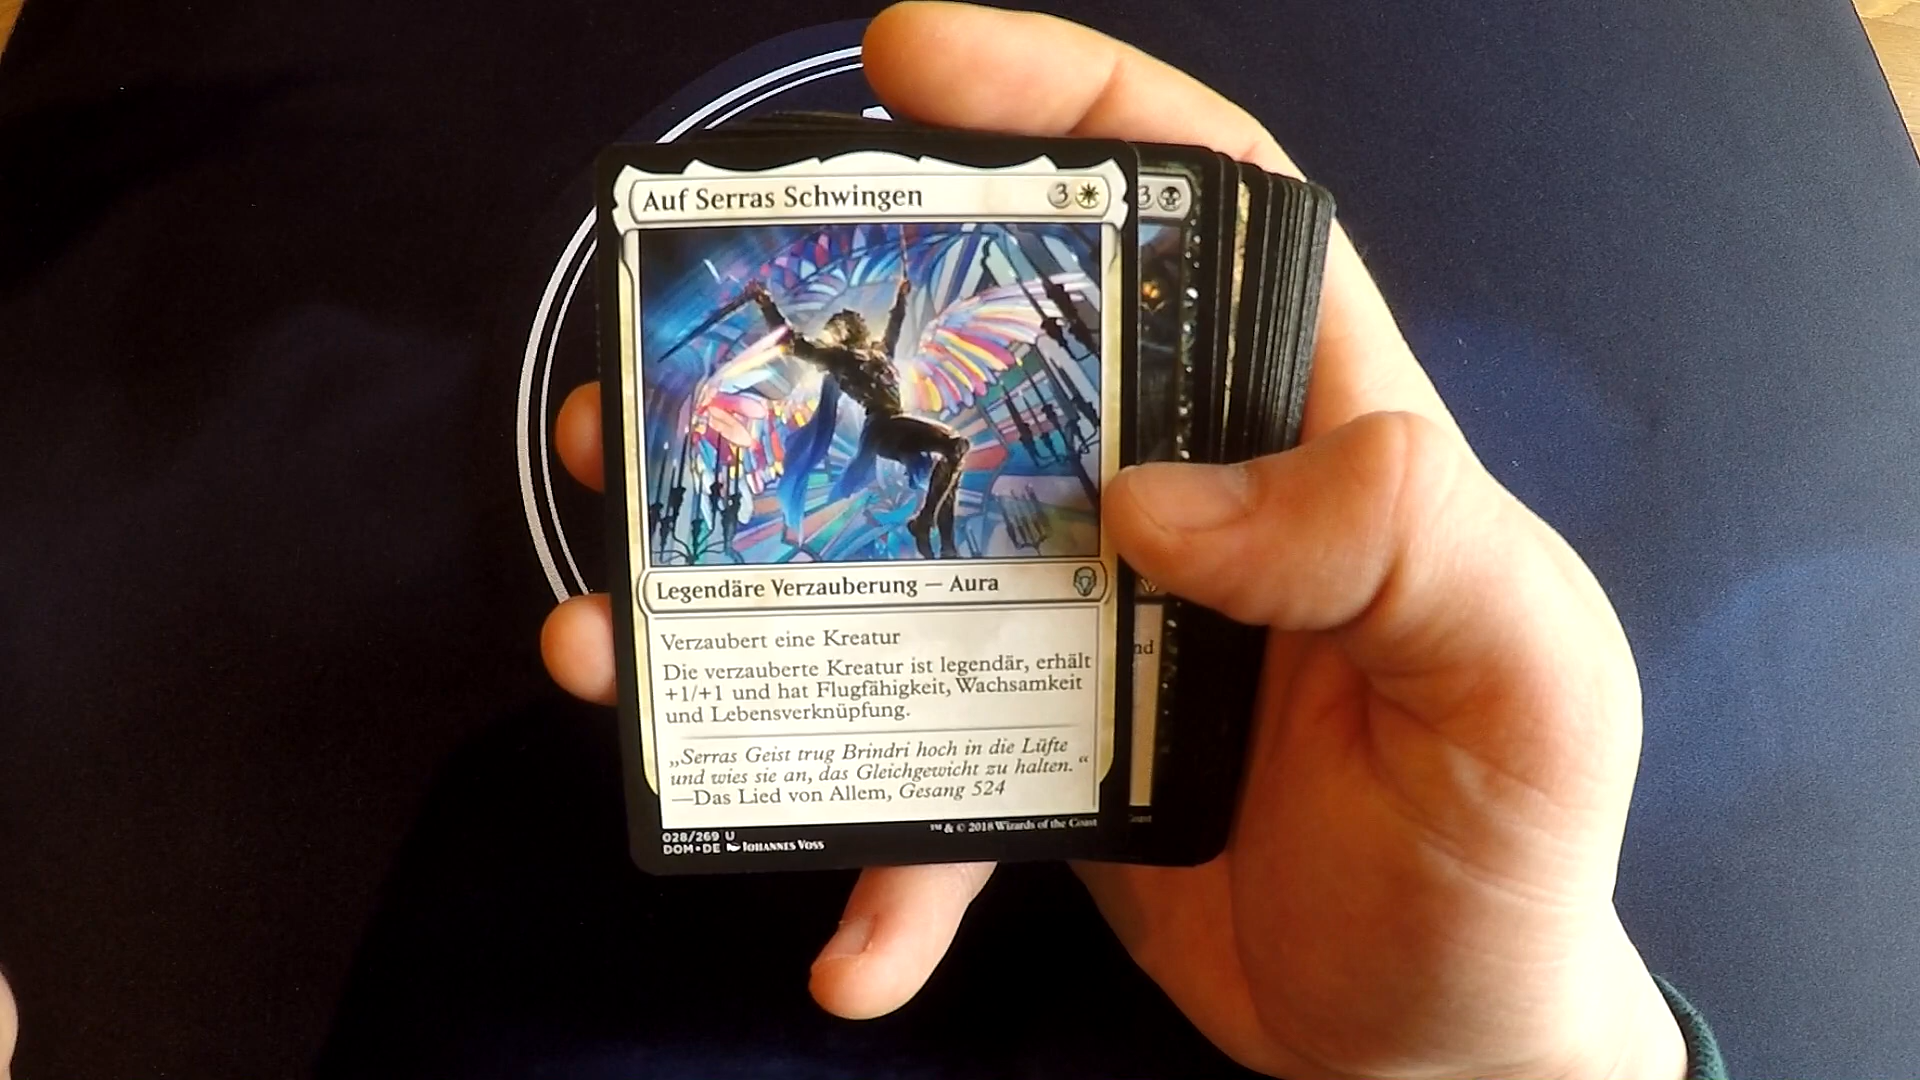 Auf Serras Schwingen 3
3
Legendäre Verzauberung — Aura
Verzaubert eine Kreatur
Die verzauberte Kreatur ist legendär, erhält
+1/+1 und hat Flugfähigkeit, Wachsamkeit
und Lebensverknüpfung.
„Serras Geist trug Brindri hoch in die Lüfte
und wies sie an, das Gleichgewicht zu halten.“
—Das Lied von Allem, Gesang 524
028/269 U
DOM • DE Johannes Voss
™ & © 2018 Wizards of the Coast
nd